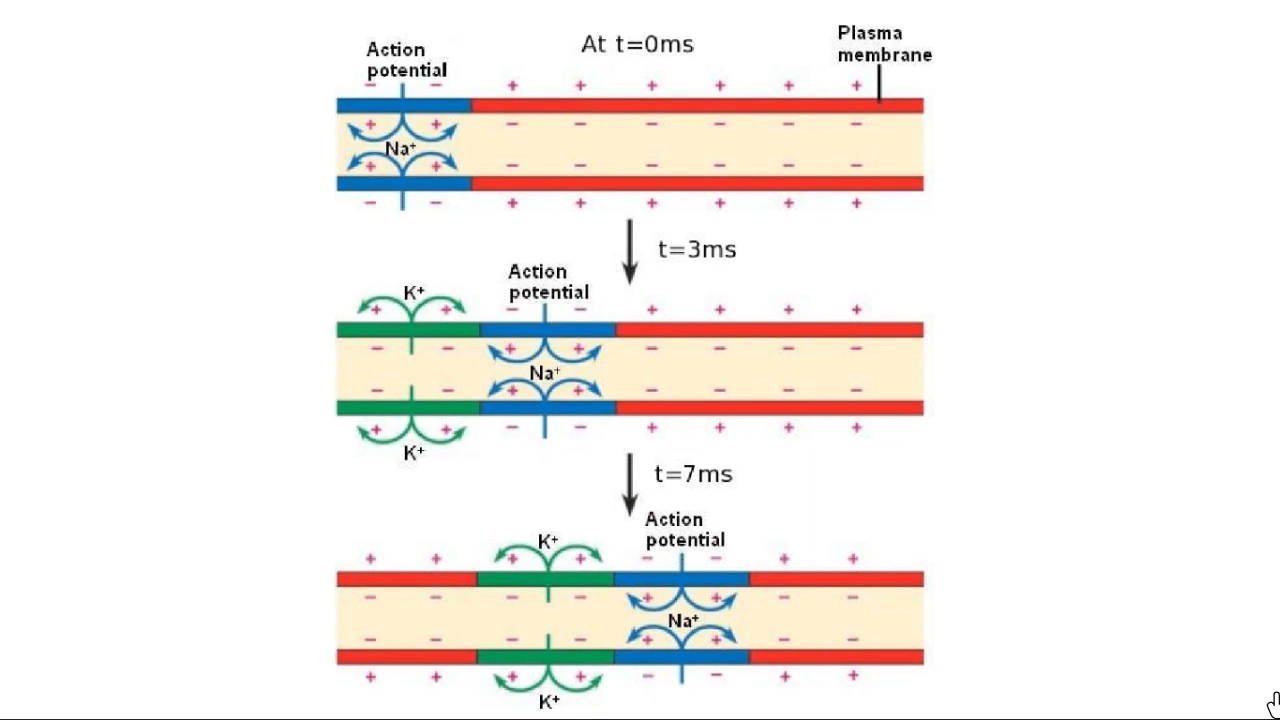 At t=0ms
Plasma
membrane
Action
potential
− − + + + + + +
+ + − − − − − −
Na⁺
+ + − − − − − −
− − + + + + + +
t=3ms
Action
potential
K⁺
+ + − − + + + +
− − + + − − − −
Na⁺
− − + + − − − −
+ + − − + + + +
K⁺
t=7ms
Action
potential
K⁺
+ + + + − − + +
− − − − + + − −
Na⁺
− − − − + + − −
+ + + + − − + +
K⁺